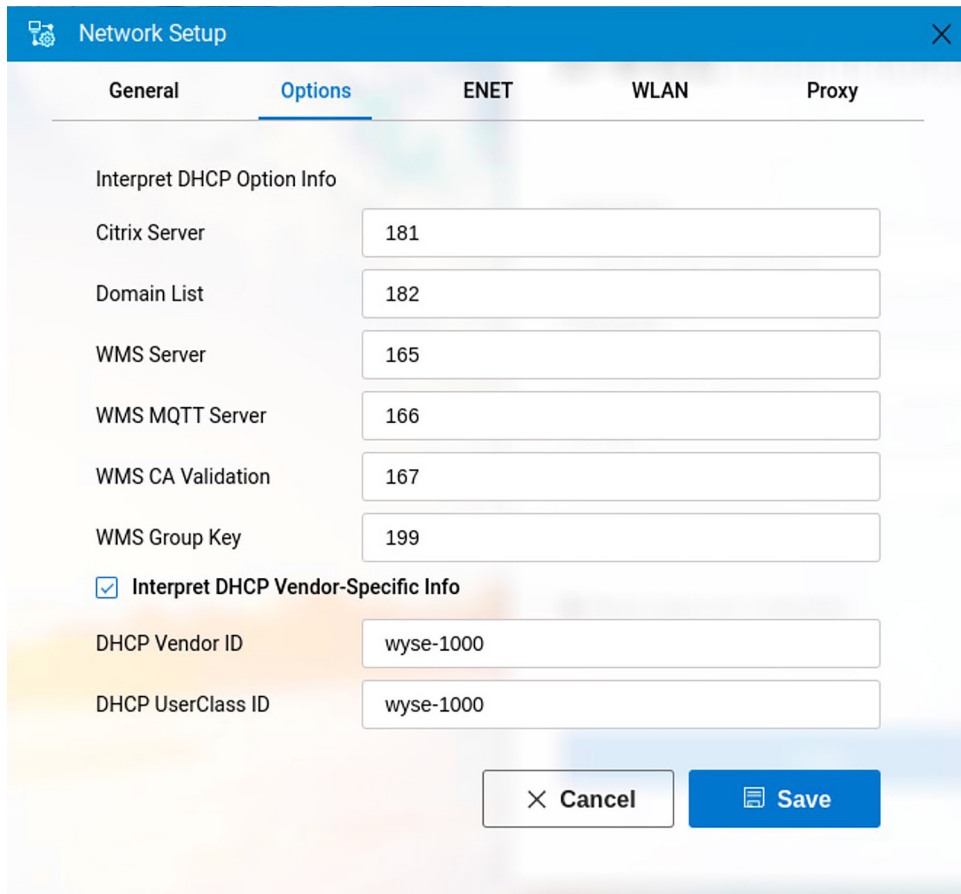 Network Setup
General Options ENET WLAN Proxy
Interpret DHCP Option Info
Citrix Server 181
Domain List 182
WMS Server 165
WMS MQTT Server 166
WMS CA Validation 167
WMS Group Key 199
Interpret DHCP Vendor-Specific Info
DHCP Vendor ID wyse-1000
DHCP UserClass ID wyse-1000
Cancel Save